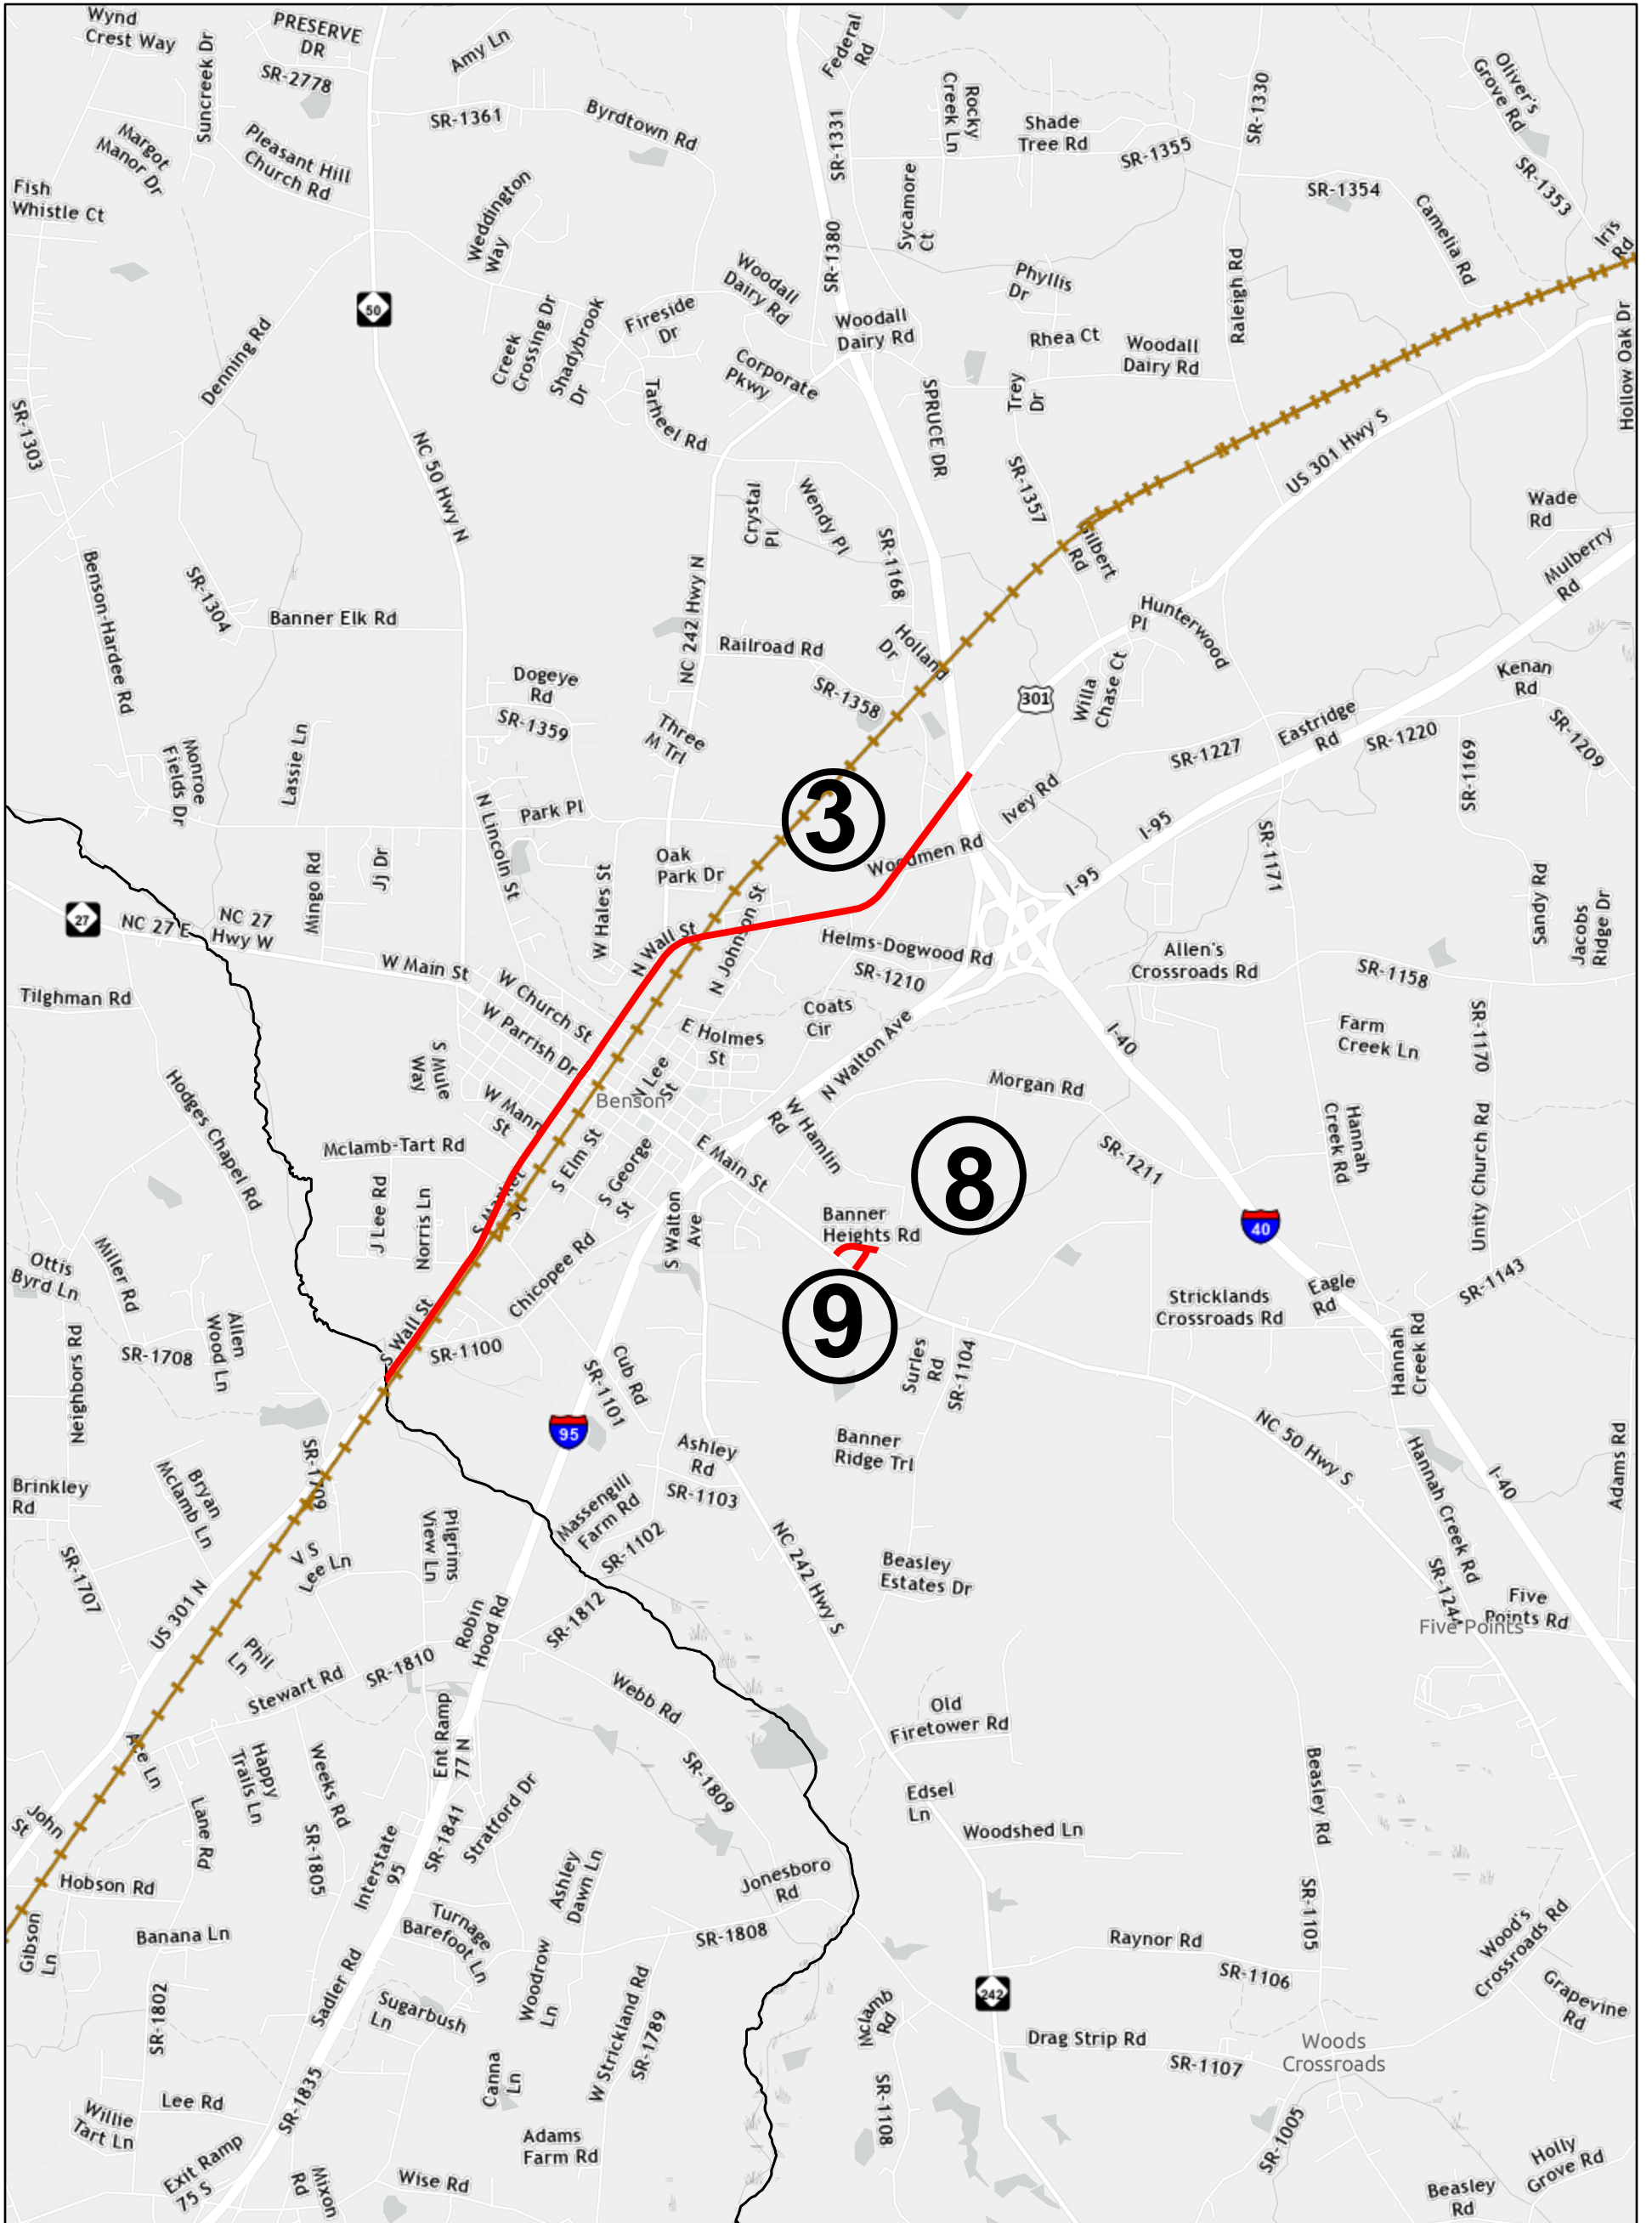 Wynd
Crest Way
PRESERVE
DR
SR-2778
Suncreek Dr
Amy Ln
SR-1361
Byrdtown Rd
Federal
Rd
SR-1331
Rocky
Creek Ln
Shade
Tree Rd
SR-1355
SR-1330
Oliver's
Grove Rd
SR-1353
SR-1354
Margot
Manor Dr
Pleasant Hill
Church Rd
Fish
Whistle Ct
Weddington
Way
Sycamore
Ct
SR-1380
Camelia Rd
Iris
Rd
Raleigh Rd
Phyllis
Dr
Woodall
Dairy Rd
50
Denning Rd
Creek
Crossing Dr
Shadybrook
Dr
Fireside
Dr
Woodall
Dairy Rd
Rhea Ct
Woodall
Dairy Rd
Hollow Oak Dr
Corporate
Pkwy
Tarheel Rd
SPRUCE DR
Trey
Dr
SR-1303
NC 50 Hwy N
US 301 Hwy S
SR-1357
Crystal
Pl
Wendy Pl
SR-1168
Gilbert
Rd
Wade
Rd
Mulberry
Rd
Benson-Hardee Rd
SR-1304
Banner Elk Rd
NC 242 Hwy N
Railroad Rd
Holland
Dr
Hunterwood
Pl
Dogeye
Rd
SR-1359
SR-1358
Three
M Trl
301
Willa
Chase Ct
Kenan
Rd
Eastridge
Rd
SR-1220
SR-1209
SR-1227
SR-1169
Monroe
Fields Dr
Lassie Ln
N Lincoln St
Park Pl
3
Ivey Rd
I-95
Woodmen Rd
SR-1171
I-95
Mingo Rd
Jj Dr
W Hales St
Oak
Park Dr
Sandy Rd
Jacobs
Ridge Dr
27
NC 27 E
NC 27
Hwy W
W Main St
N Wall St
N Johnson St
Helms-Dogwood Rd
SR-1210
Allen's
Crossroads Rd
SR-1158
Tilghman Rd
W Church St
W Parrish Dr
E Holmes
St
Coats
Cir
N Walton Ave
I-40
Farm
Creek Ln
SR-1170
S Mule
Way
N Lee
St
Benson
Morgan Rd
Hodges Chapel Rd
W Mann
St
W Hamlin
Rd
Mclamb-Tart Rd
S Elm St
S George
St
E Main St
8
SR-1211
Hannah
Creek Rd
Unity Church Rd
J Lee Rd
Norris Ln
S Market
St
S Walton
Ave
Banner
Heights Rd
40
Ottis
Byrd Ln
Miller Rd
Chicopee Rd
9
Stricklands
Crossroads Rd
Eagle
Rd
SR-1143
S Wall St
SR-1100
SR-1708
Allen
Wood Ln
Neighbors Rd
SR-1101
Cub Rd
Surles
Rd
SR-1104
Hannah
Creek Rd
95
NC 50 Hwy S
Brinkley
Rd
Bryan
Mclamb Ln
SR-1709
Ashley
Rd
SR-1103
Banner
Ridge Trl
Hannah Creek Rd
I-40
Adams Rd
V S
Lee Ln
Pilgrims
View Ln
Massengill
Farm Rd
SR-1102
NC 242 Hwy S
Beasley
Estates Dr
SR-1707
US 301 N
Robin
Hood Rd
SR-1812
SR-1244
Five
Points Rd
Five Points
Phil
Ln
Stewart Rd
SR-1810
Webb Rd
Old
Firetower Rd
Ace Ln
Happy
Trails Ln
Weeks Rd
Ent Ramp
77 N
SR-1809
Edsel
Ln
Beasley Rd
John
St
Lane Rd
SR-1805
Interstate
95
SR-1841
Stratford Dr
Woodshed Ln
Hobson Rd
Ashley
Dawn Ln
Jonesboro
Rd
SR-1105
Gibson
Ln
Banana Ln
Turnage
Barefoot Ln
SR-1808
Raynor Rd
SR-1106
Wood's
Crossroads Rd
Woodrow
Ln
242
Grapevine
Rd
SR-1802
Sadler Rd
Sugarbush
Ln
W Strickland Rd
SR-1789
Mclamb
Rd
Drag Strip Rd
SR-1107
Woods
Crossroads
Canna
Ln
Lee Rd
SR-1835
Willie
Tart Ln
SR-1108
SR-1005
Adams
Farm Rd
Exit Ramp
75 S
Mixon
Rd
Wise Rd
Holly
Grove Rd
Beasley
Rd